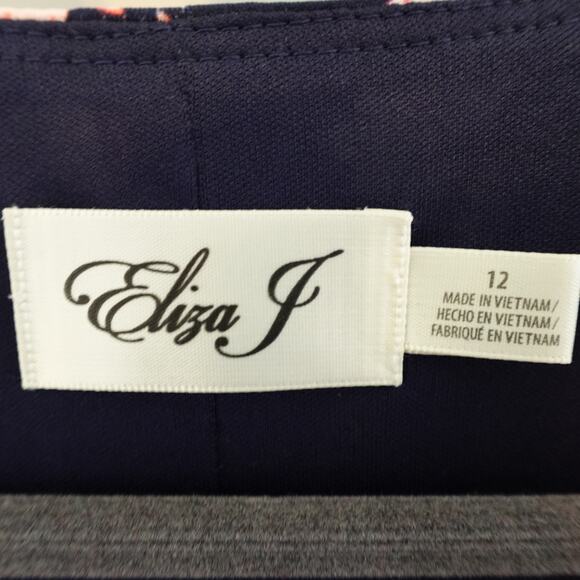 Eliza J
12
MADE IN VIETNAM/
HECHO EN VIETNAM/
FABRIQUÉ EN VIETNAM